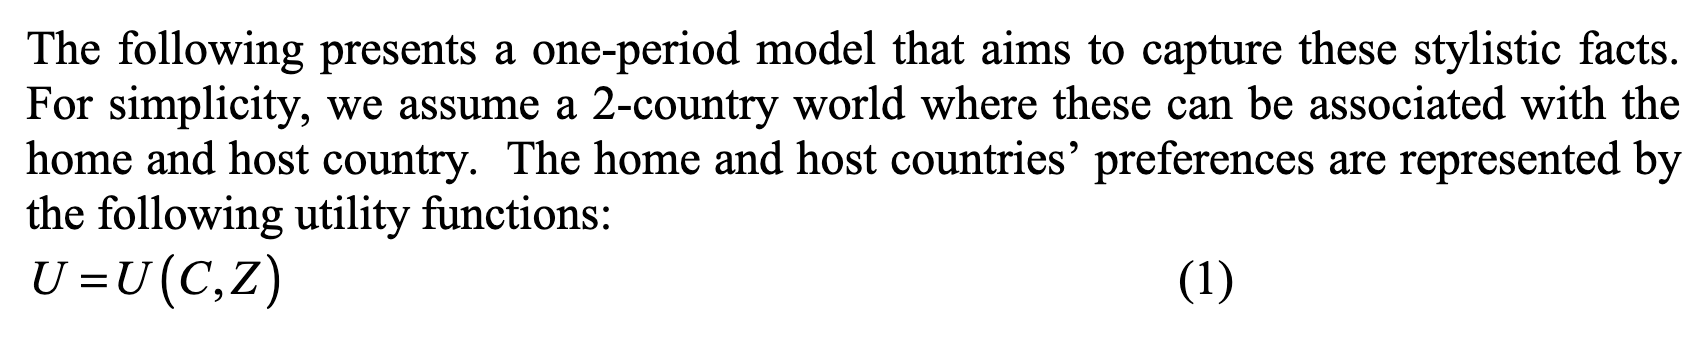 The following presents a one-period model that aims to capture these stylistic facts.
For simplicity, we assume a 2-country world where these can be associated with the
home and host country.  The home and host countries’ preferences are represented by
the following utility functions:
U = U(C,Z) (1)